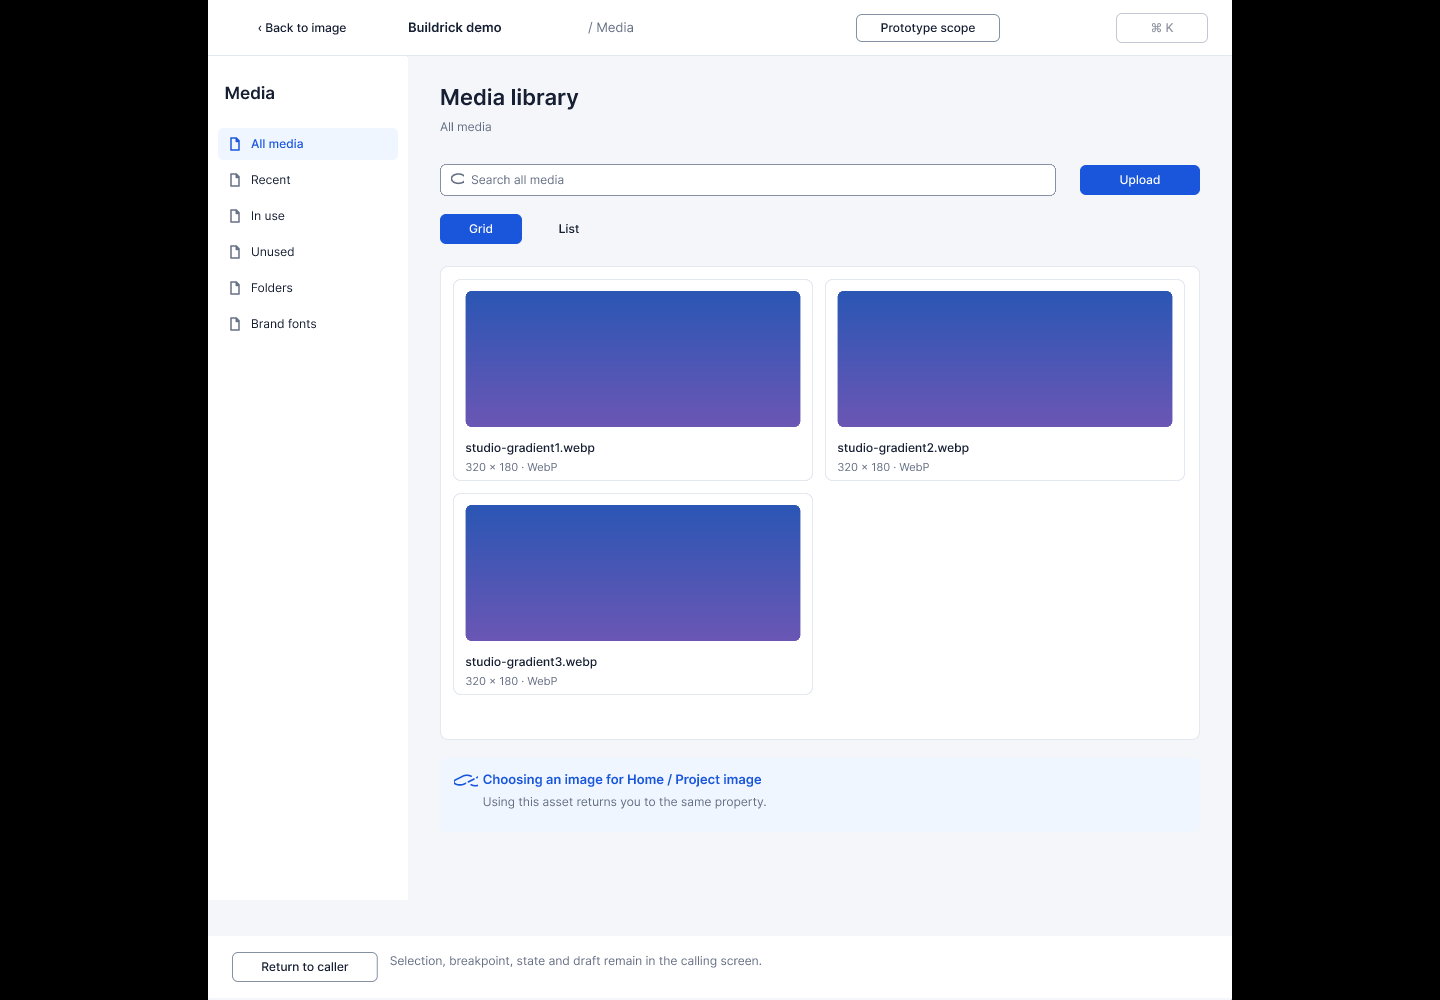 ‹ Back to image
Buildrick demo
/ Media
Prototype scope
⌘ K
Media
All media
Recent
In use
Unused
Folders
Brand fonts
Media library
All media
Search all media
Upload
Grid
List
studio-gradient1.webp
320 × 180 · WebP
studio-gradient2.webp
320 × 180 · WebP
studio-gradient3.webp
320 × 180 · WebP
Choosing an image for Home / Project image
Using this asset returns you to the same property.
Return to caller
Selection, breakpoint, state and draft remain in the calling screen.